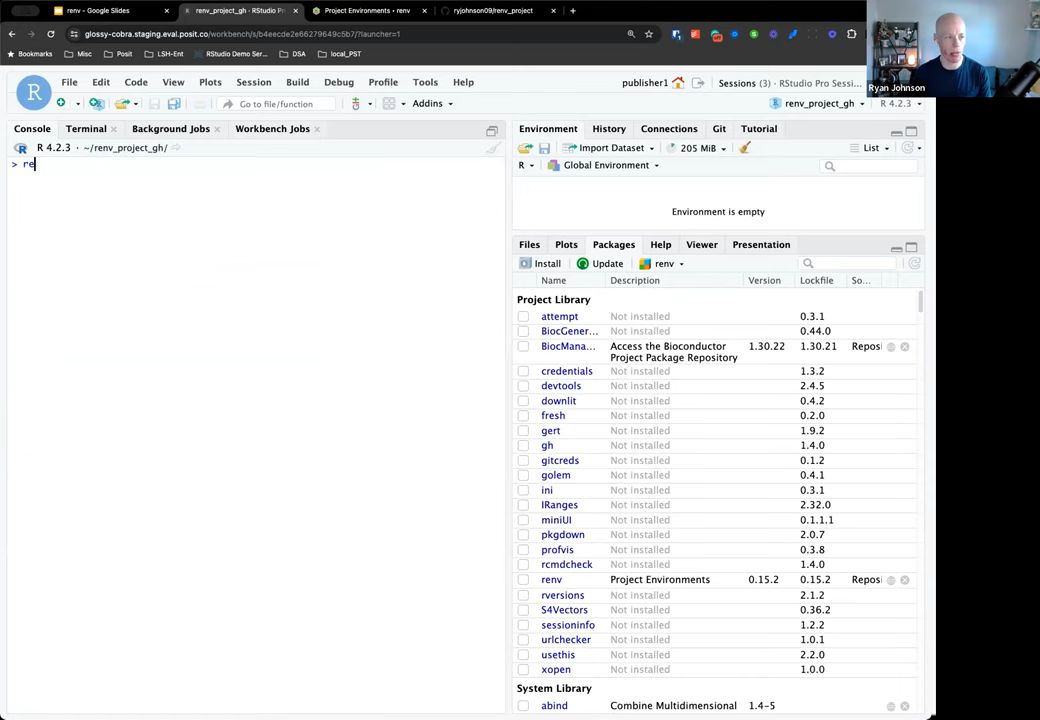 renv - Google Slides
renv_project_gh - RStudio Pro
Project Environments • renv
ryjohnson09/renv_project
glossy-cobra.staging.eval.posit.co/workbench/s/b4eecde2e66279649c5b7/?launcher=1
Bookmarks Misc Posit LSH-Ent RStudio Demo Ser... DSA local_PST
Ryan Johnson
File Edit Code View Plots Session Build Debug Profile Tools Help
publisher1 Sessions (3) RStudio Pro Sessi...
Go to file/function Addins
renv_project_gh R 4.2.3
Console Terminal Background Jobs Workbench Jobs
R 4.2.3 · ~/renv_project_gh/
> re
Environment History Connections Git Tutorial
Import Dataset 205 MiB List
R Global Environment
Environment is empty
Files Plots Packages Help Viewer Presentation
Install Update renv
Name Description Version Lockfile So...
Project Library
attempt Not installed 0.3.1
BiocGener... Not installed 0.44.0
BiocMana... Access the Bioconductor 1.30.22 1.30.21 Reposi
Project Package Repository
credentials Not installed 1.3.2
devtools Not installed 2.4.5
downlit Not installed 0.4.2
fresh Not installed 0.2.0
gert Not installed 1.9.2
gh Not installed 1.4.0
gitcreds Not installed 0.1.2
golem Not installed 0.4.1
ini Not installed 0.3.1
IRanges Not installed 2.32.0
miniUI Not installed 0.1.1.1
pkgdown Not installed 2.0.7
profvis Not installed 0.3.8
rcmdcheck Not installed 1.4.0
renv Project Environments 0.15.2 0.15.2 Reposi
rversions Not installed 2.1.2
S4Vectors Not installed 0.36.2
sessioninfo Not installed 1.2.2
urlchecker Not installed 1.0.1
usethis Not installed 2.2.0
xopen Not installed 1.0.0
System Library
abind Combine Multidimensional 1.4-5